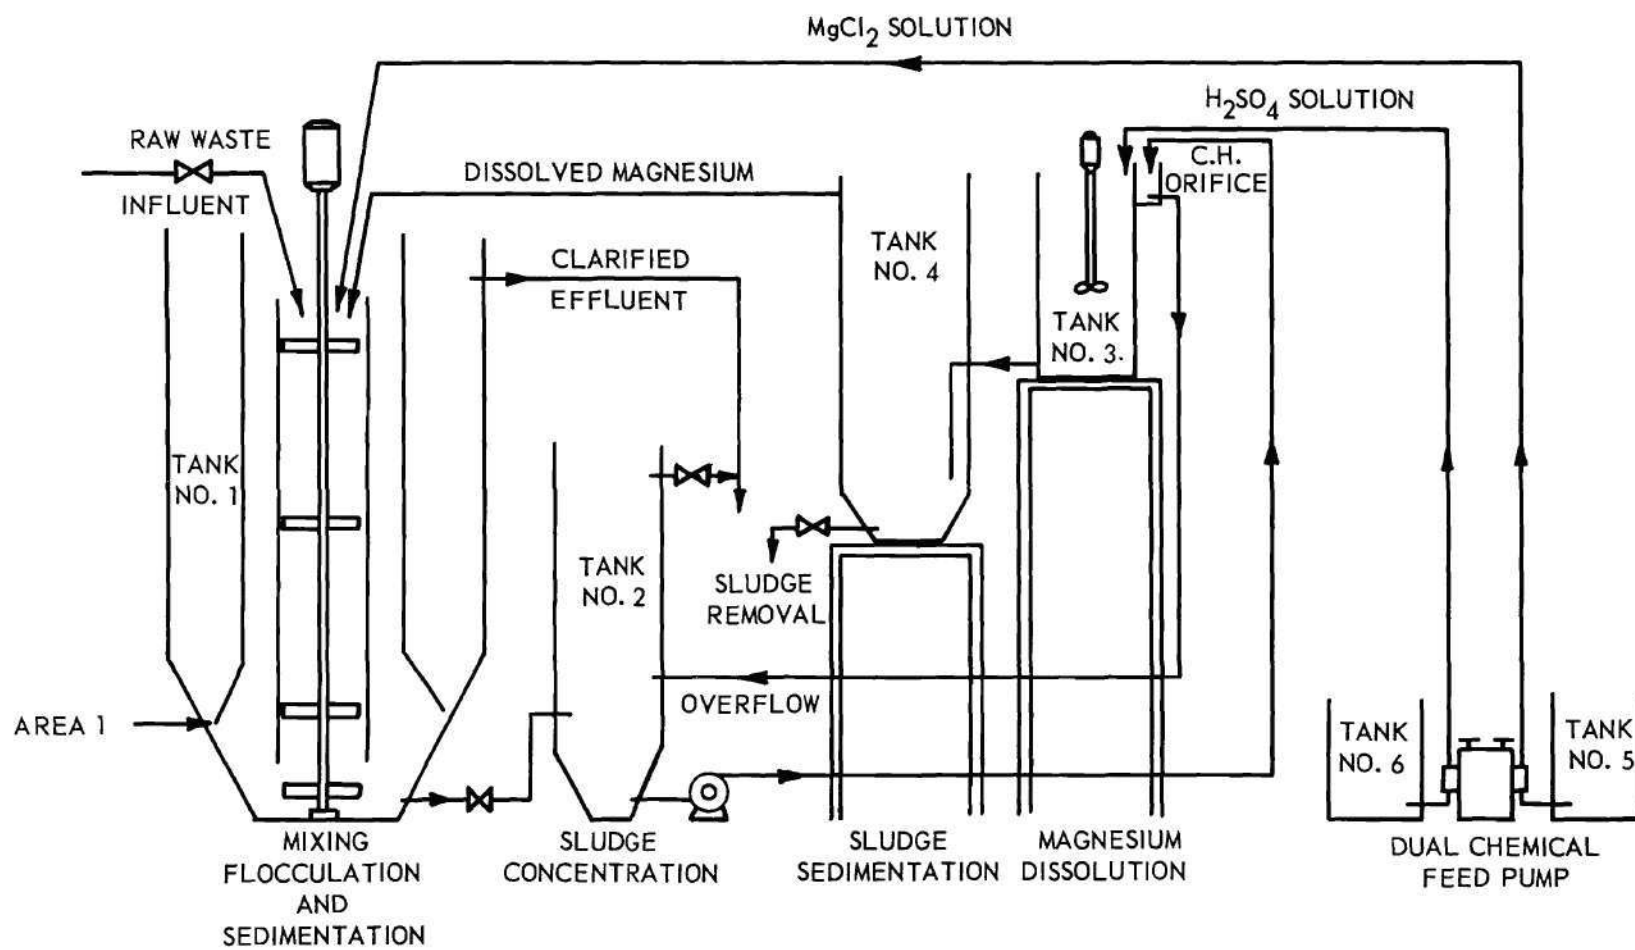 MgCl2 SOLUTION
H2SO4 SOLUTION
RAW WASTE
INFLUENT
DISSOLVED MAGNESIUM
C.H.
ORIFICE
TANK
NO. 4
CLARIFIED
EFFLUENT
TANK
NO. 3.
TANK
NO. 1
TANK
NO. 2
SLUDGE
REMOVAL
OVERFLOW
AREA 1
TANK
NO. 6
TANK
NO. 5
MIXING
FLOCCULATION
AND
SEDIMENTATION
SLUDGE
CONCENTRATION
SLUDGE
SEDIMENTATION
MAGNESIUM
DISSOLUTION
DUAL CHEMICAL
FEED PUMP